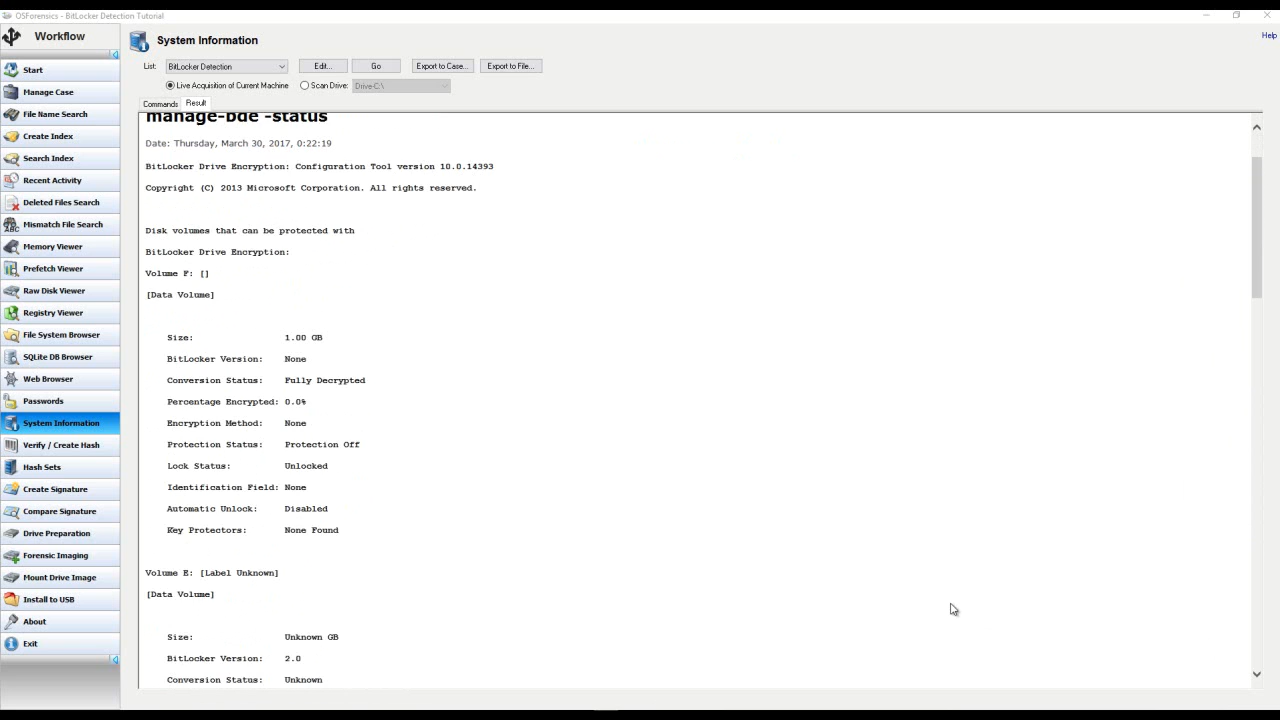 OSForensics - BitLocker Detection Tutorial
Workflow
System Information
Help
List: BitLocker Detection Edit... Go Export to Case... Export to File...
Live Acquisition of Current Machine Scan Drive: Drive-C:\
Commands Result
Start
Manage Case
File Name Search
Create Index
Search Index
Recent Activity
Deleted Files Search
Mismatch File Search
Memory Viewer
Prefetch Viewer
Raw Disk Viewer
Registry Viewer
File System Browser
SQLite DB Browser
Web Browser
Passwords
System Information
Verify / Create Hash
Hash Sets
Create Signature
Compare Signature
Drive Preparation
Forensic Imaging
Mount Drive Image
Install to USB
About
Exit
manage-bde -status
Date: Thursday, March 30, 2017, 0:22:19
BitLocker Drive Encryption: Configuration Tool version 10.0.14393
Copyright (C) 2013 Microsoft Corporation. All rights reserved.
Disk volumes that can be protected with
BitLocker Drive Encryption:
Volume F: []
[Data Volume]
Size: 1.00 GB
BitLocker Version: None
Conversion Status: Fully Decrypted
Percentage Encrypted: 0.0%
Encryption Method: None
Protection Status: Protection Off
Lock Status: Unlocked
Identification Field: None
Automatic Unlock: Disabled
Key Protectors: None Found
Volume E: [Label Unknown]
[Data Volume]
Size: Unknown GB
BitLocker Version: 2.0
Conversion Status: Unknown